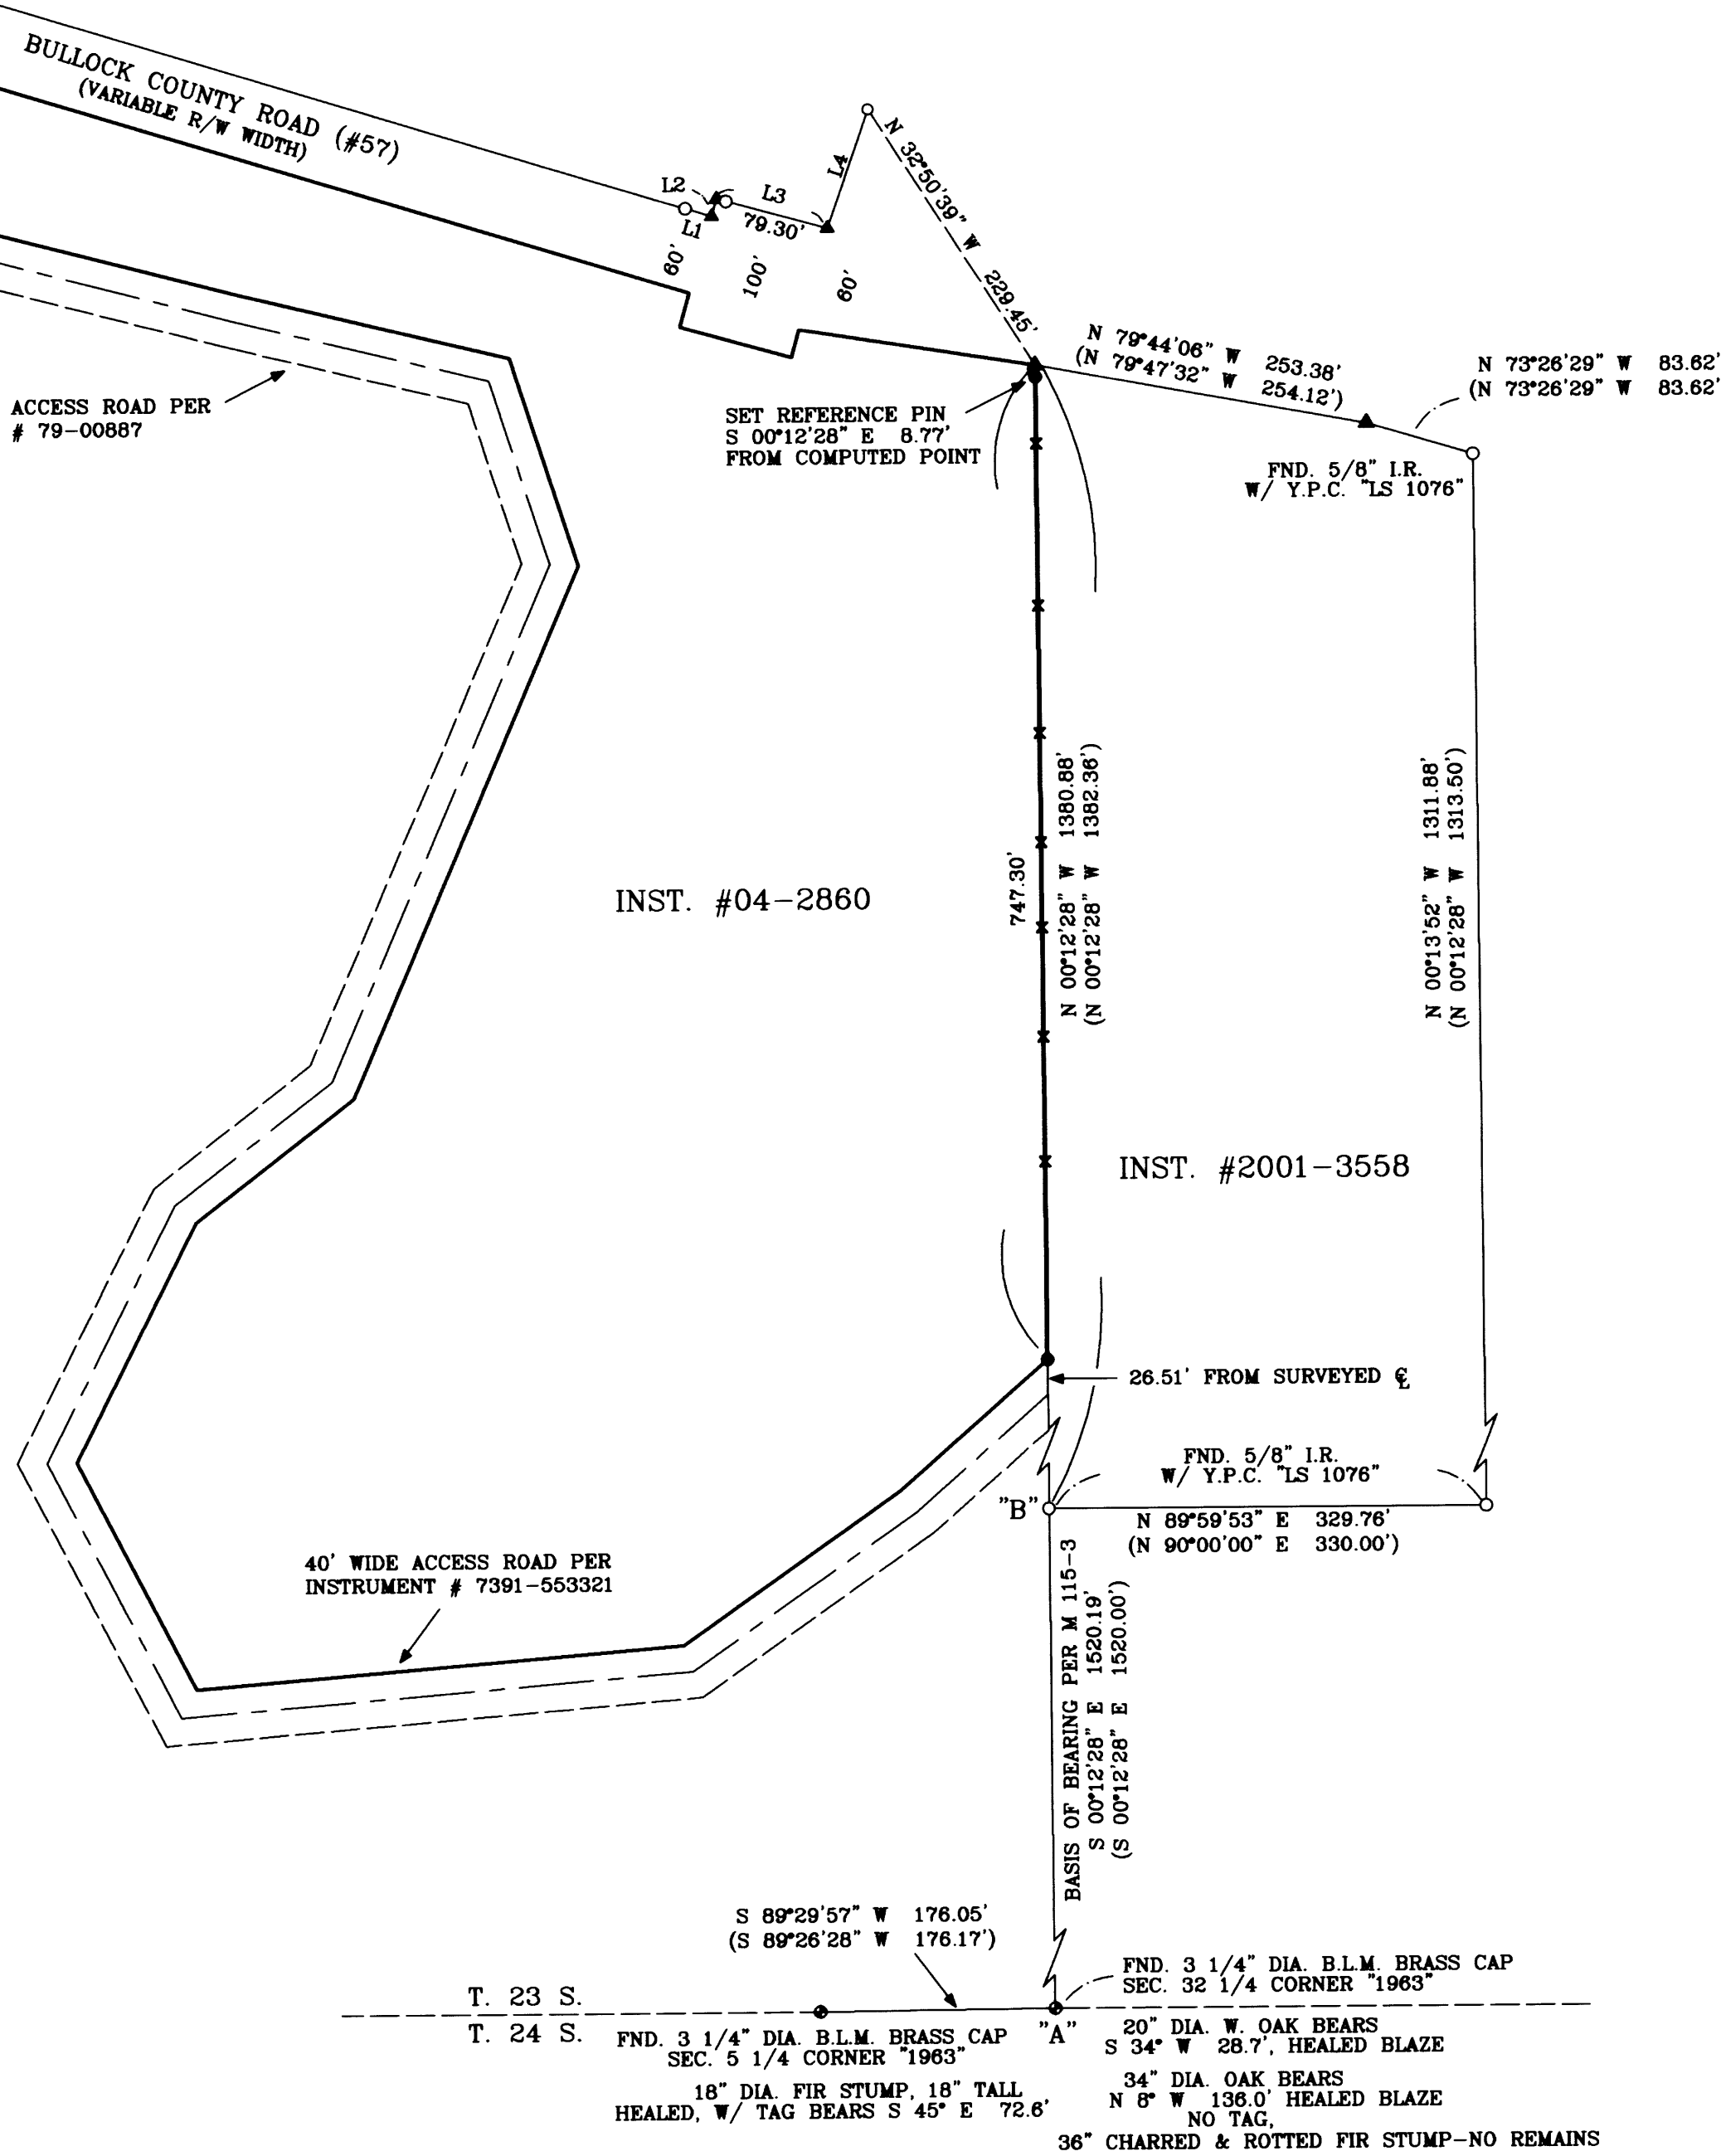 BULLOCK COUNTY ROAD (#57)
(VARIABLE R/W WIDTH)
L2
L1
L3
79.30'
L4
60'
100'
60'
N 32°50'39" W 229.45'
N 79°44'06" W 253.38'
(N 79°47'32" W 254.12')
N 73°26'29" W 83.62'
(N 73°26'29" W 83.62'
ACCESS ROAD PER
# 79-00887
SET REFERENCE PIN
S 00°12'28" E 8.77'
FROM COMPUTED POINT
FND. 5/8" I.R.
W/ Y.P.C. "LS 1076"
747.30'
N 00°12'28" W 1380.88'
(N 00°12'28" W 1382.36')
N 00°13'52" W 1311.88'
(N 00°12'28" W 1313.50')
INST. #04-2860
INST. #2001-3558
26.51' FROM SURVEYED ℄
FND. 5/8" I.R.
W/ Y.P.C. "LS 1076"
"B"
N 89°59'53" E 329.76'
(N 90°00'00" E 330.00')
40' WIDE ACCESS ROAD PER
INSTRUMENT # 7391-553321
BASIS OF BEARING PER M 115-3
S 00°12'28" E 1520.19'
(S 00°12'28" E 1520.00')
S 89°29'57" W 176.05'
(S 89°26'28" W 176.17')
FND. 3 1/4" DIA. B.L.M. BRASS CAP
SEC. 32 1/4 CORNER "1963"
T. 23 S.
T. 24 S.
FND. 3 1/4" DIA. B.L.M. BRASS CAP
SEC. 5 1/4 CORNER "1963"
18" DIA. FIR STUMP, 18" TALL
HEALED, W/ TAG BEARS S 45° E 72.6'
"A"
20" DIA. W. OAK BEARS
S 34° W 28.7', HEALED BLAZE
34" DIA. OAK BEARS
N 8° W 136.0' HEALED BLAZE
NO TAG,
36" CHARRED & ROTTED FIR STUMP-NO REMAINS